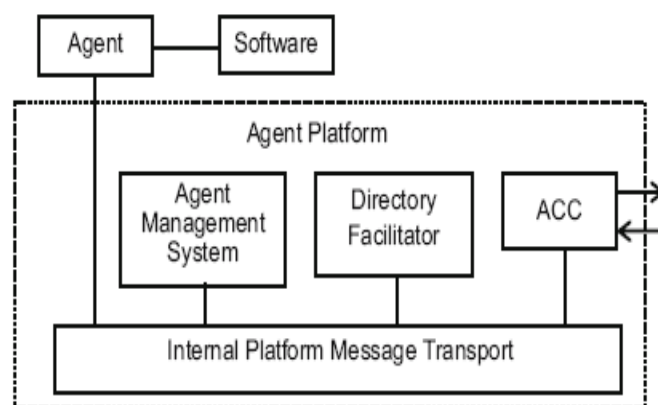 Agent
Software
Agent Platform
Agent
Management
System
Directory
Facilitator
ACC
Internal Platform Message Transport